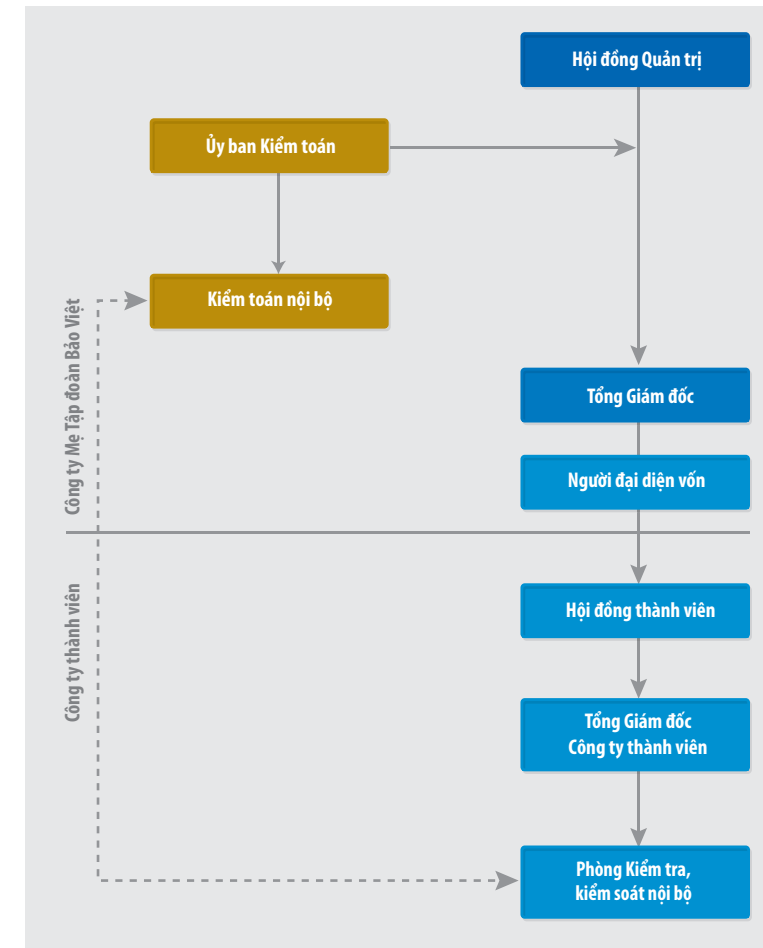 Hội đồng Quản trị
Ủy ban Kiểm toán
Kiểm toán nội bộ
Công ty Mẹ Tập đoàn Bảo Việt
Tổng Giám đốc
Người đại diện vốn
Công ty thành viên
Hội đồng thành viên
Tổng Giám đốc
Công ty thành viên
Phòng Kiểm tra,
kiểm soát nội bộ